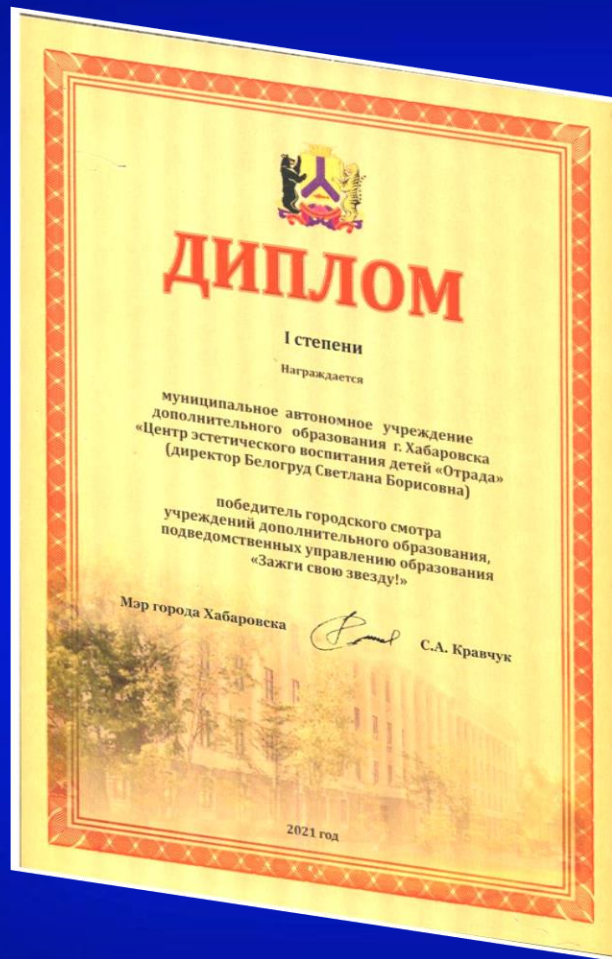 ДИПЛОМ
I степени
Награждается
муниципальное автономное учреждение
дополнительного образования г. Хабаровска
«Центр эстетического воспитания детей «Отрада»
(директор Белогруд Светлана Борисовна)
победитель городского смотра
учреждений дополнительного образования,
подведомственных управлению образования
«Зажги свою звезду!»
Мэр города Хабаровска
С.А. Кравчук
2021 год